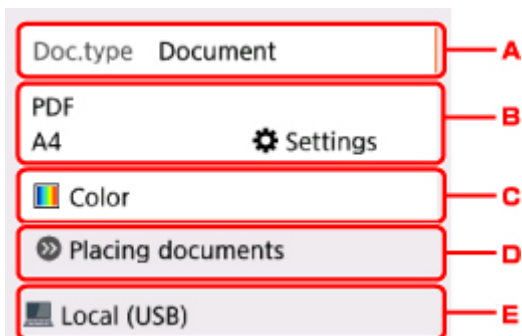 Doc.type Document A
PDF B
A4 Settings
Color C
Placing documents D
Local (USB) E